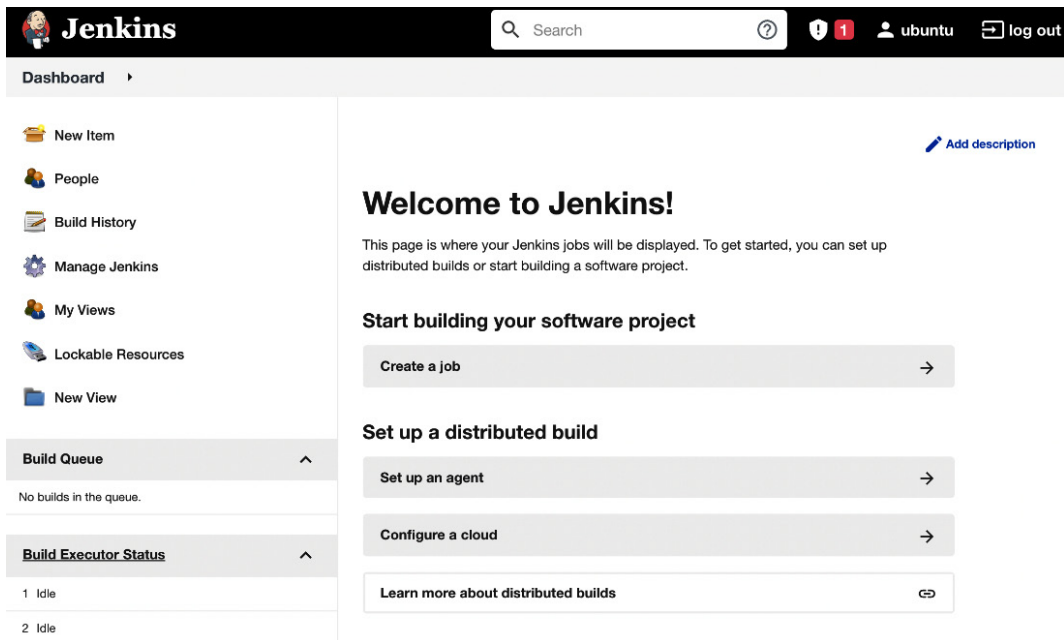 Jenkins
Search
1
ubuntu
log out
Dashboard
New Item
People
Build History
Manage Jenkins
My Views
Lockable Resources
New View
Build Queue
No builds in the queue.
Build Executor Status
1 Idle
2 Idle
Add description
Welcome to Jenkins!
This page is where your Jenkins jobs will be displayed. To get started, you can set up
distributed builds or start building a software project.
Start building your software project
Create a job
Set up a distributed build
Set up an agent
Configure a cloud
Learn more about distributed builds